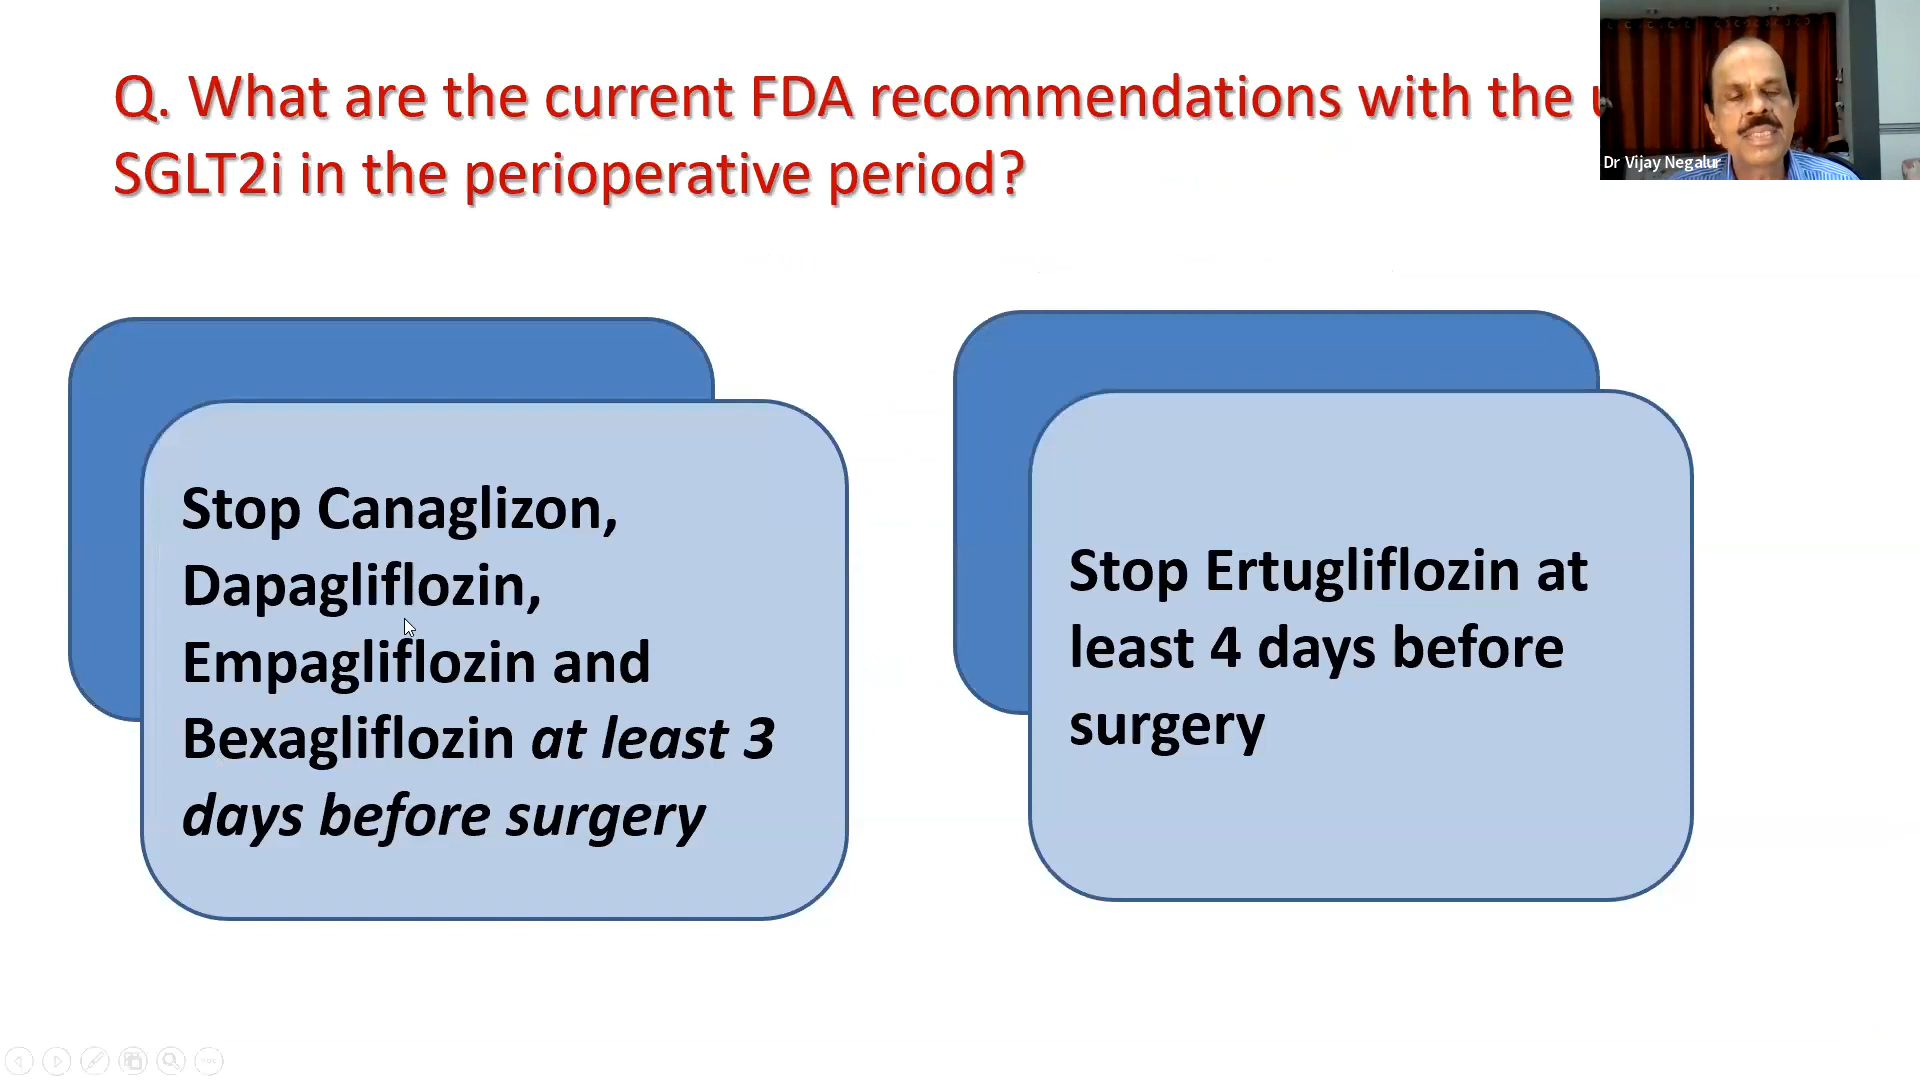 Q. What are the current FDA recommendations with the
SGLT2i in the perioperative period?
Dr Vijay Negalur
Stop Canaglizon,
Dapagliflozin,
Empagliflozin and
Bexagliflozin at least 3
days before surgery
Stop Ertugliflozin at
least 4 days before
surgery